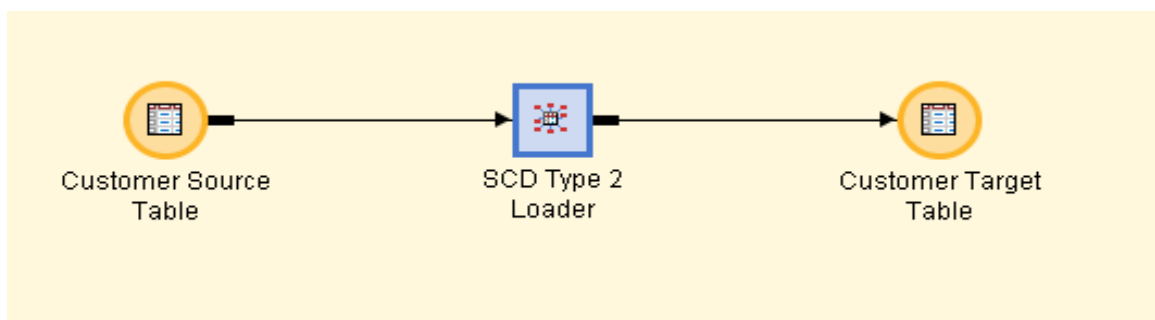 Customer Source
Table
SCD Type 2
Loader
Customer Target
Table